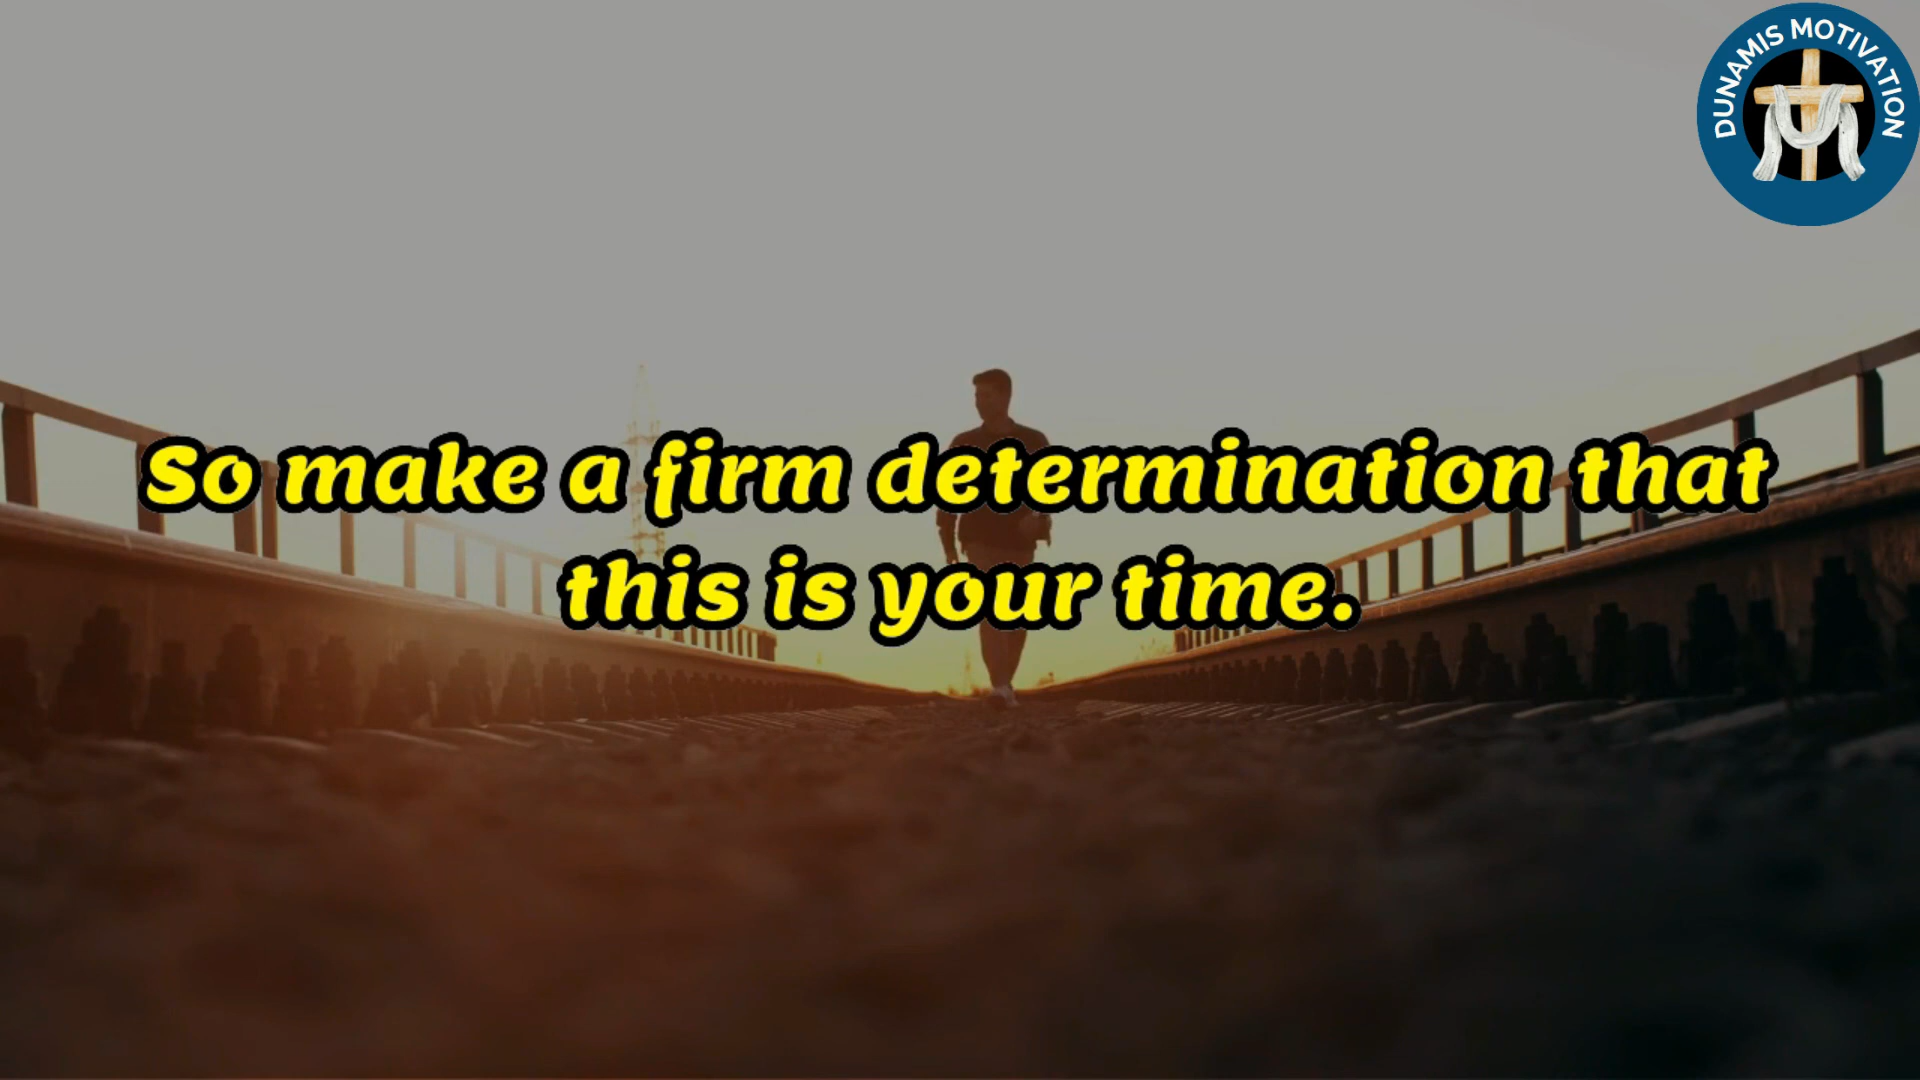 DUNAMIS MOTIVATION
So make a firm determination that
this is your time.